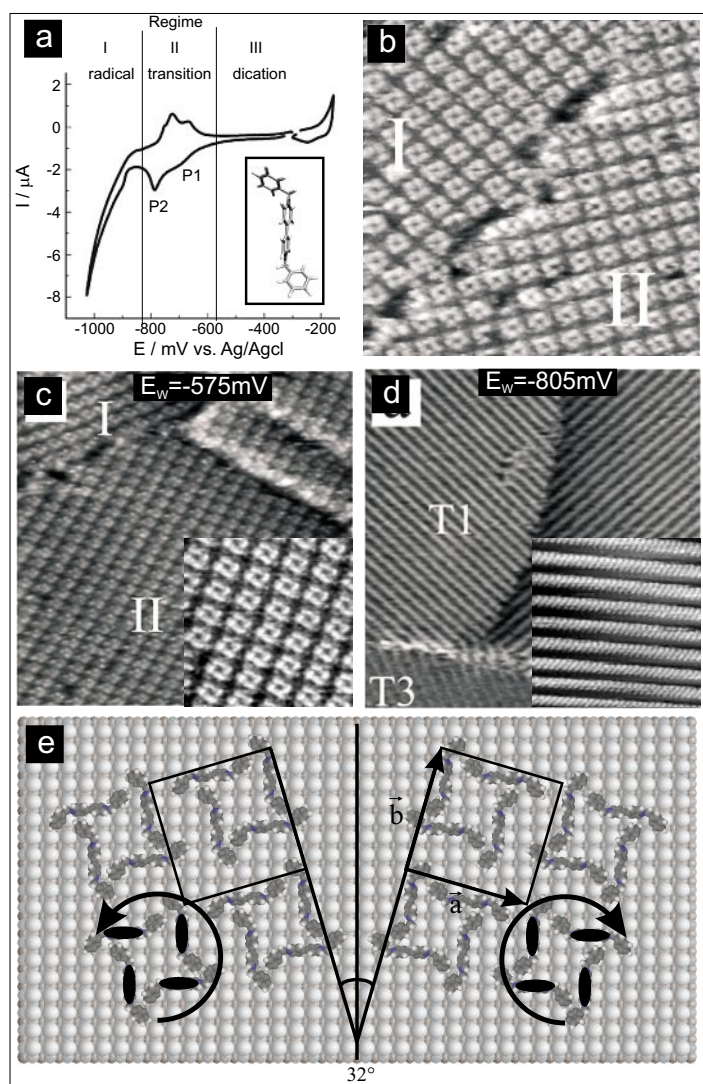 a
Regime
I II III
radical transition dication
2
0
-2
-4
-6
-8
I / μA
P1
P2
-1000 -800 -600 -400 -200
E / mV vs. Ag/Agcl
b
I
II
c
E_W=-575mV
I
II
d
E_W=-805mV
T1
T3
e
b
a
32°